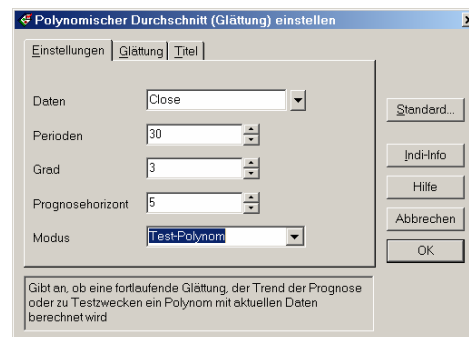 Polynomischer Durchschnitt (Glättung) einstellen
Einstellungen Glättung Titel
Daten Close
Perioden 30
Grad 3
Prognosehorizont 5
Modus Test-Polynom
Standard...
Indi-Info
Hilfe
Abbrechen
OK
Gibt an, ob eine fortlaufende Glättung, der Trend der Prognose
oder zu Testzwecken ein Polynom mit aktuellen Daten
berechnet wird